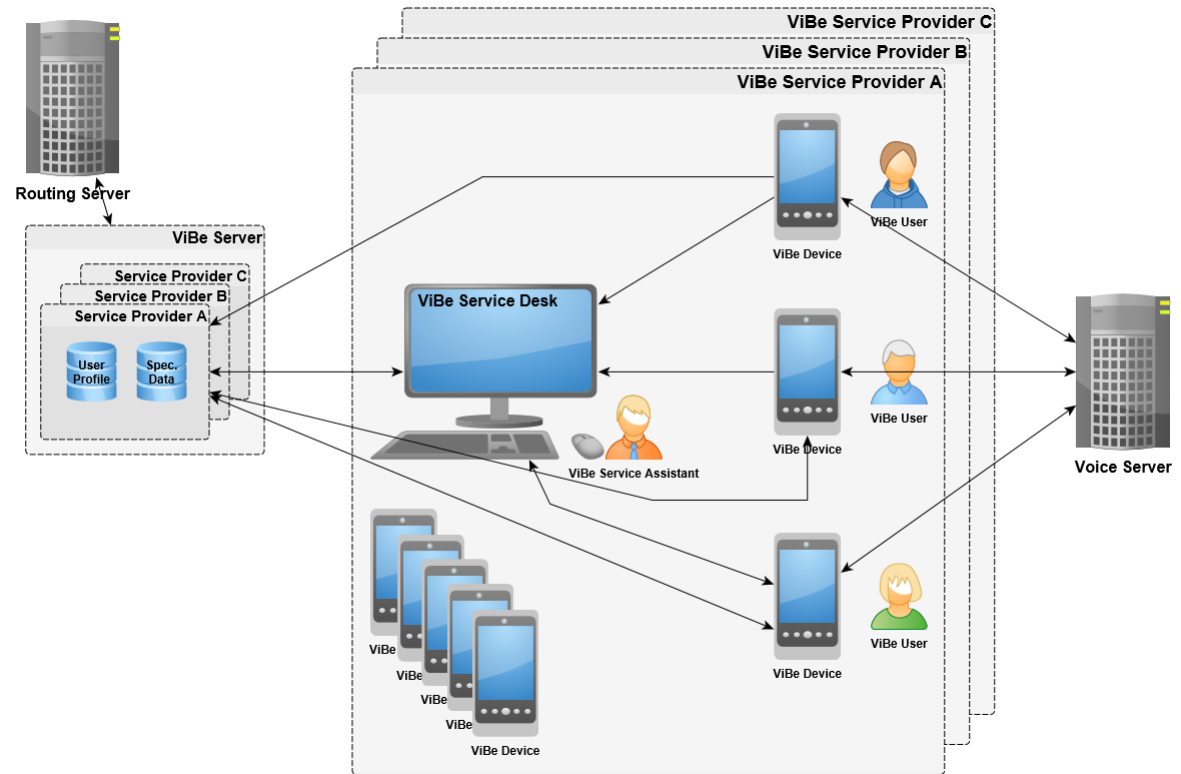 ViBe Service Provider C
ViBe Service Provider B
ViBe Service Provider A
Routing Server
ViBe Server
Service Provider C
Service Provider B
Service Provider A
User
Profile
Spec.
Data
ViBe Service Desk
ViBe Service Assistant
ViBe User
ViBe Device
ViBe User
ViBe Device
ViBe User
ViBe Device
Voice Server
ViBe
ViBe
ViBe
ViBe
ViBe Device